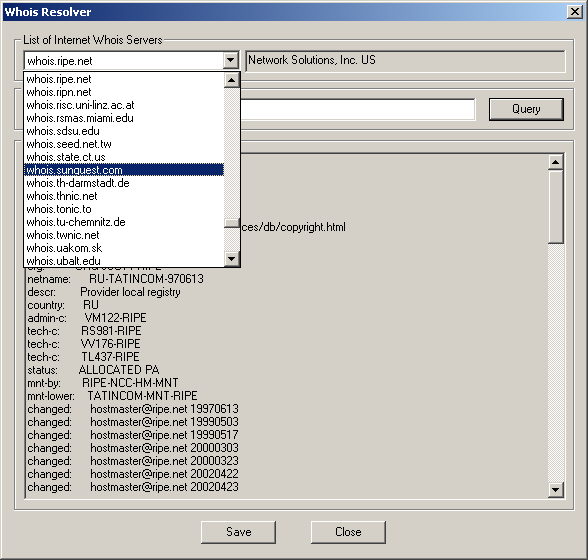 Whois Resolver
List of Internet Whois Servers
whois.ripe.net
Network Solutions, Inc. US
whois.ripe.net
whois.ripn.net
whois.risc.uni-linz.ac.at
whois.rsmas.miami.edu
whois.sdsu.edu
whois.seed.net.tw
whois.state.ct.us
whois.sunquest.com
whois.th-darmstadt.de
whois.thnic.net
whois.tonic.to
whois.tu-chemnitz.de
whois.twnic.net
whois.uakom.sk
whois.ubalt.edu
Query
ces/db/copyright.html
netname: RU-TATINCOM-970613
descr: Provider local registry
country: RU
admin-c: VM122-RIPE
tech-c: RS981-RIPE
tech-c: VV176-RIPE
tech-c: TL437-RIPE
status: ALLOCATED PA
mnt-by: RIPE-NCC-HM-MNT
mnt-lower: TATINCOM-MNT-RIPE
changed: hostmaster@ripe.net 19970613
changed: hostmaster@ripe.net 19990503
changed: hostmaster@ripe.net 19990517
changed: hostmaster@ripe.net 20000303
changed: hostmaster@ripe.net 20000323
changed: hostmaster@ripe.net 20020422
changed: hostmaster@ripe.net 20020423
Save
Close